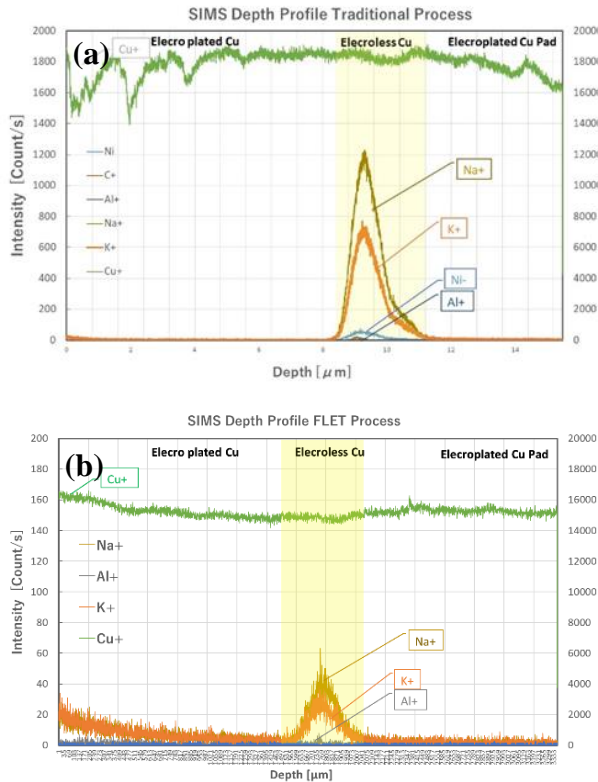 SIMS Depth Profile Traditional Process
(a)
Cu+
Elecro plated Cu
Elecroless Cu
Elecroplated Cu Pad
2000
1800
1600
1400
1200
1000
800
600
400
200
0
20000
18000
16000
14000
12000
10000
8000
6000
4000
2000
0
Intensity [Count/s]
Ni
C+
Al+
Na+
K+
Cu+
Na+
K+
Ni-
Al+
0 2 4 6 8 10 12 14
Depth [μm]
SIMS Depth Profile FLET Process
(b)
Cu+
Elecro plated Cu
Elecroless Cu
Elecroplated Cu Pad
200
180
160
140
120
100
80
60
40
20
0
20000
18000
16000
14000
12000
10000
8000
6000
4000
2000
0
Intensity [Count/s]
Na+
Al+
K+
Cu+
Na+
K+
Al+
Depth [μm]